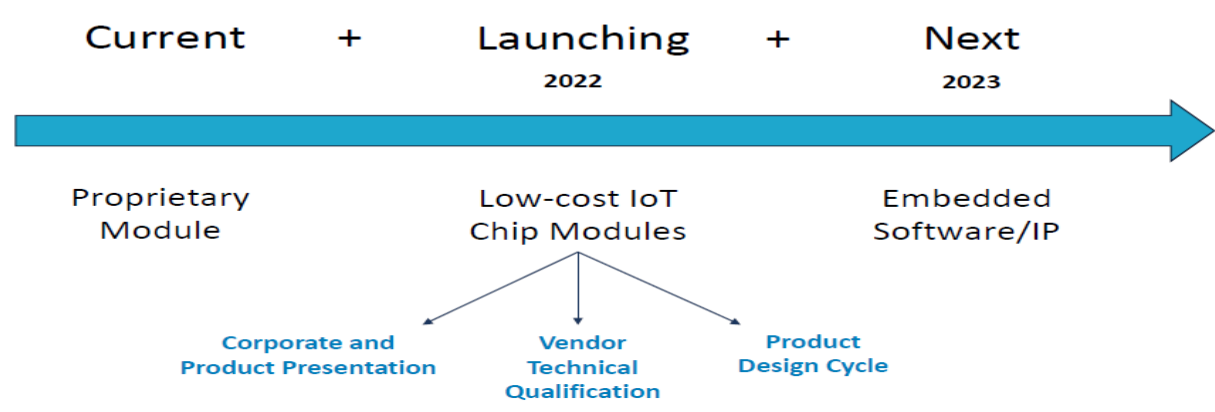 Current + Launching + Next
2022 2023
Proprietary Low-cost IoT Embedded
Module Chip Modules Software/IP
Corporate and Vendor Product
Product Presentation Technical Design Cycle
Qualification